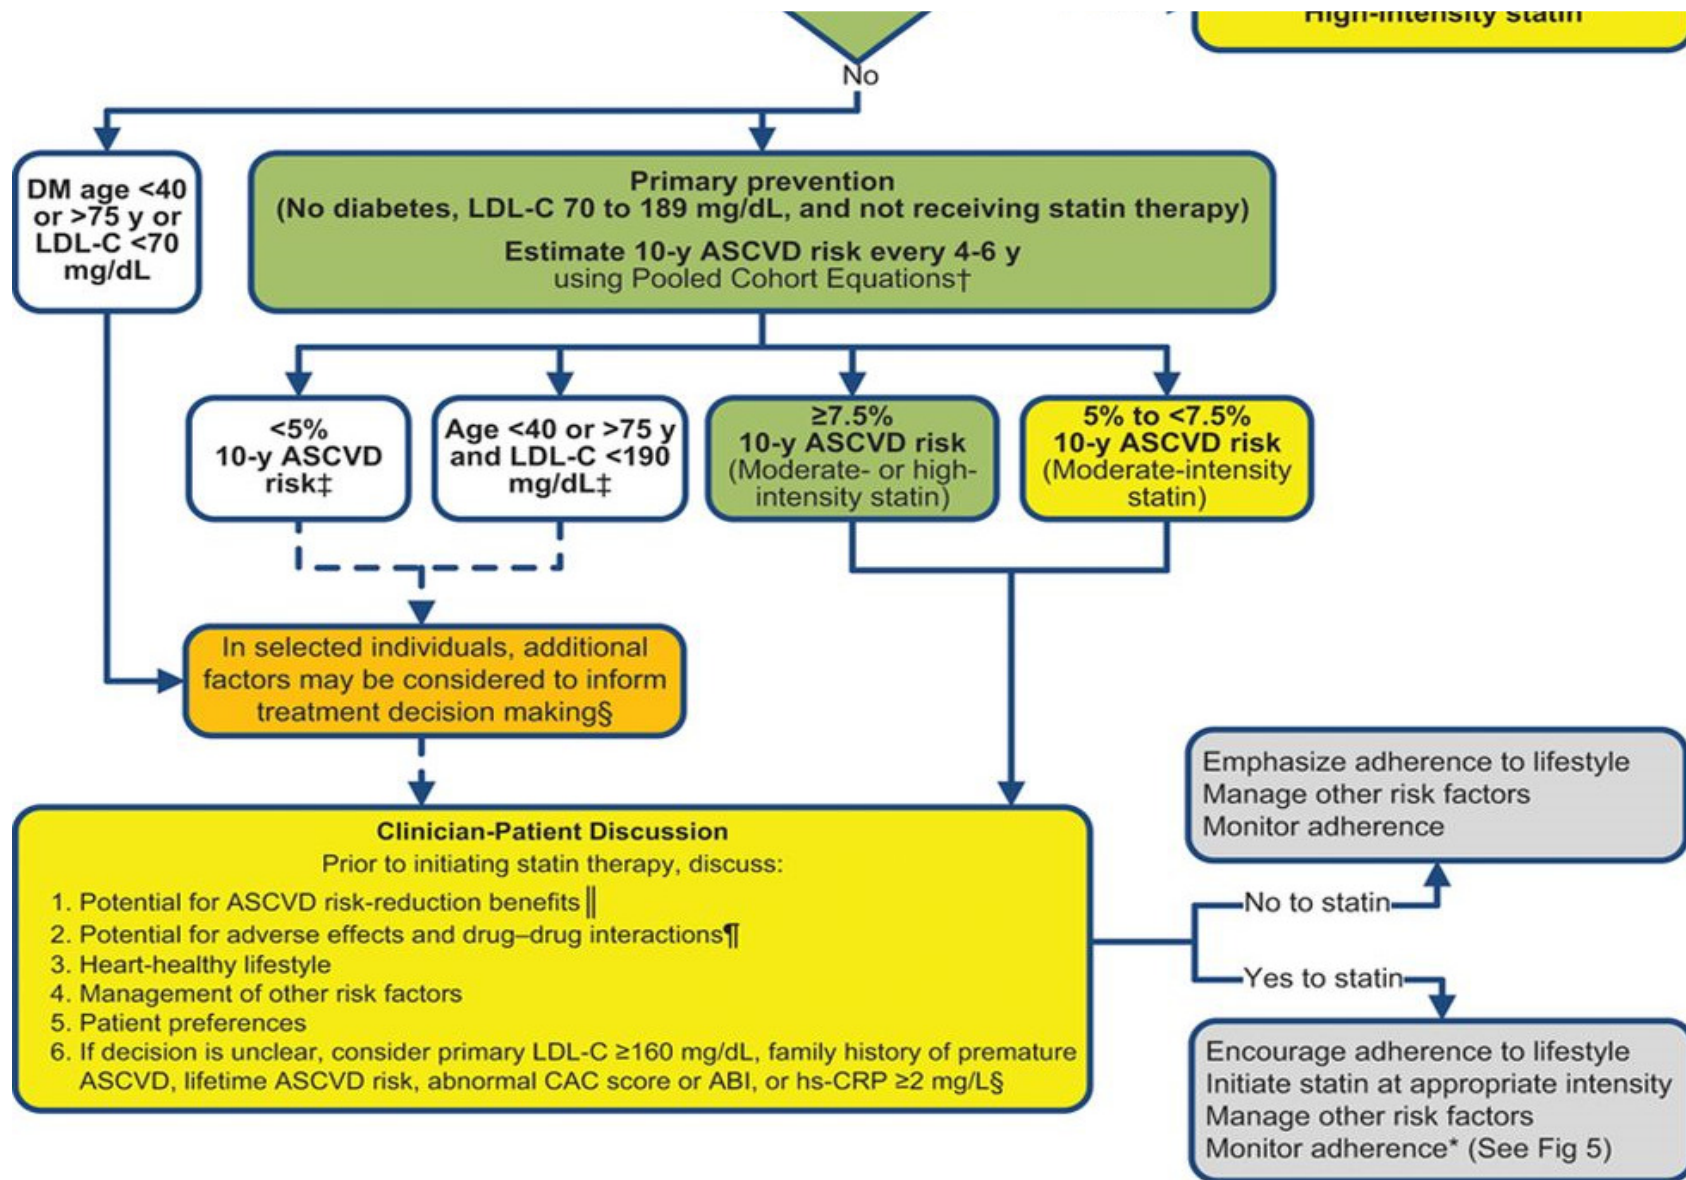 High-intensity statin
No
DM age <40
or >75 y or
LDL-C <70
mg/dL
Primary prevention
(No diabetes, LDL-C 70 to 189 mg/dL, and not receiving statin therapy)
Estimate 10-y ASCVD risk every 4-6 y
using Pooled Cohort Equations†
<5%
10-y ASCVD
risk‡
Age <40 or >75 y
and LDL-C <190
mg/dL‡
≥7.5%
10-y ASCVD risk
(Moderate- or high-
intensity statin)
5% to <7.5%
10-y ASCVD risk
(Moderate-intensity
statin)
In selected individuals, additional
factors may be considered to inform
treatment decision making§
Clinician-Patient Discussion
Prior to initiating statin therapy, discuss:
1. Potential for ASCVD risk-reduction benefits‖
2. Potential for adverse effects and drug–drug interactions¶
3. Heart-healthy lifestyle
4. Management of other risk factors
5. Patient preferences
6. If decision is unclear, consider primary LDL-C ≥160 mg/dL, family history of premature
ASCVD, lifetime ASCVD risk, abnormal CAC score or ABI, or hs-CRP ≥2 mg/L§
Emphasize adherence to lifestyle
Manage other risk factors
Monitor adherence
No to statin
Yes to statin
Encourage adherence to lifestyle
Initiate statin at appropriate intensity
Manage other risk factors
Monitor adherence* (See Fig 5)